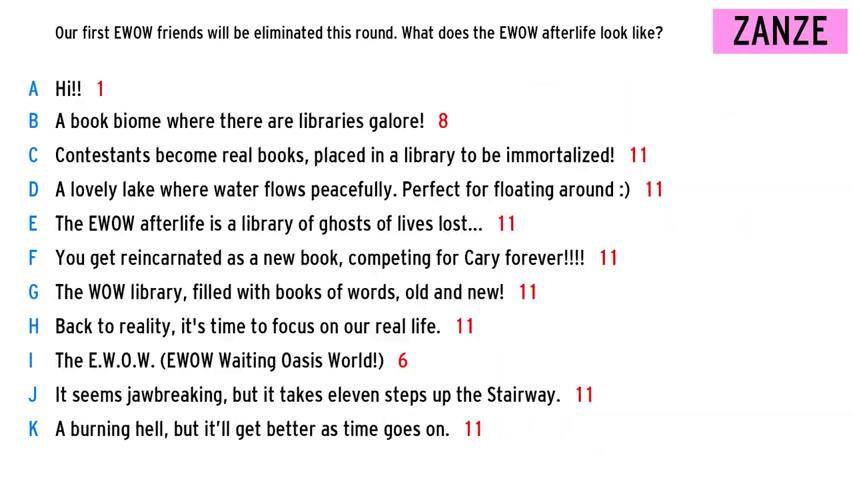 Our first EWOW friends will be eliminated this round. What does the EWOW afterlife look like?
ZANZE
A Hi!! 1
B A book biome where there are libraries galore! 8
C Contestants become real books, placed in a library to be immortalized! 11
D A lovely lake where water flows peacefully. Perfect for floating around :) 11
E The EWOW afterlife is a library of ghosts of lives lost... 11
F You get reincarnated as a new book, competing for Cary forever!!!! 11
G The WOW library, filled with books of words, old and new! 11
H Back to reality, it's time to focus on our real life. 11
I The E.W.O.W. (EWOW Waiting Oasis World!) 6
J It seems jawbreaking, but it takes eleven steps up the Stairway. 11
K A burning hell, but it’ll get better as time goes on. 11